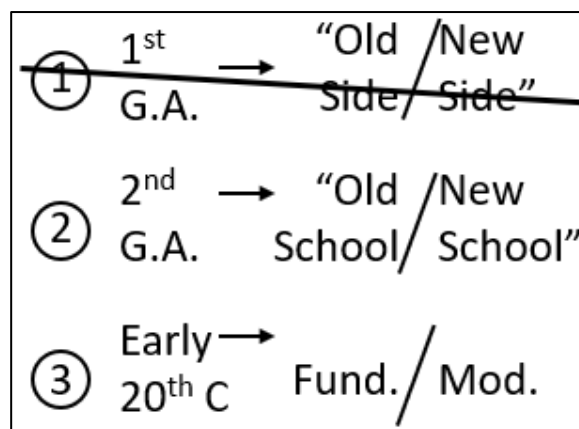 ① 1st → “Old / New
G.A. Side / Side”
② 2nd → “Old / New
G.A. School / School”
③ Early → Fund. / Mod.
20th C